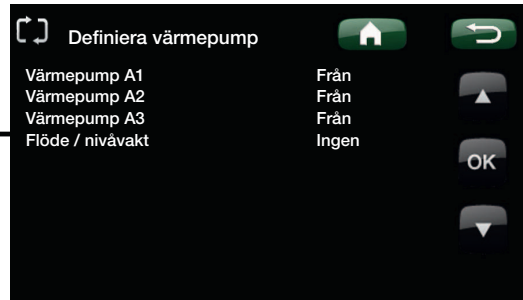 Definiera värmepump
Värmepump A1 Från
Värmepump A2 Från
Värmepump A3 Från
Flöde / nivåvakt Ingen
OK